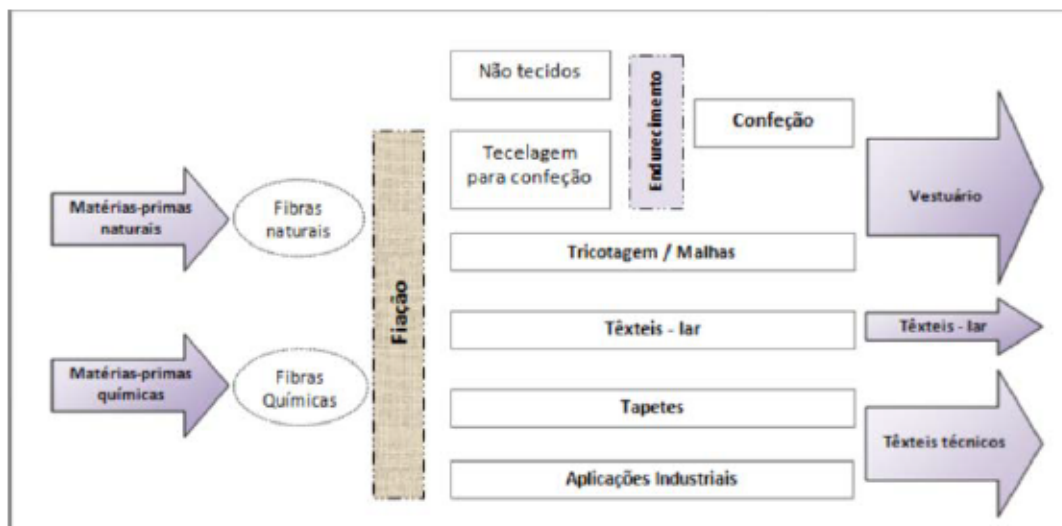 Matérias-primas
naturais
Fibras
naturais
Matérias-primas
químicas
Fibras
Químicas
Fiação
Não tecidos
Tecelagem
para confeção
Endurecimento
Confeção
Tricotagem / Malhas
Têxteis - lar
Tapetes
Aplicações Industriais
Vestuário
Têxteis - lar
Têxteis técnicos